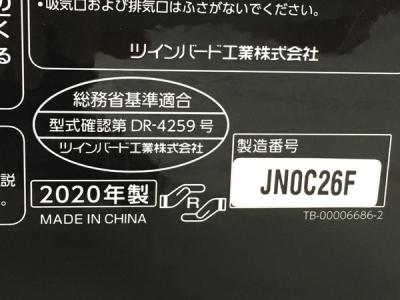 ・吸気口および排気口はふさがないでください。
ツインバード工業株式会社
総務省基準適合
型式確認第 DR-4259 号
ツインバード工業株式会社
2020年製
R
MADE IN CHINA
製造番号
JN0C26F
TB-00006686-2
くる
説
。